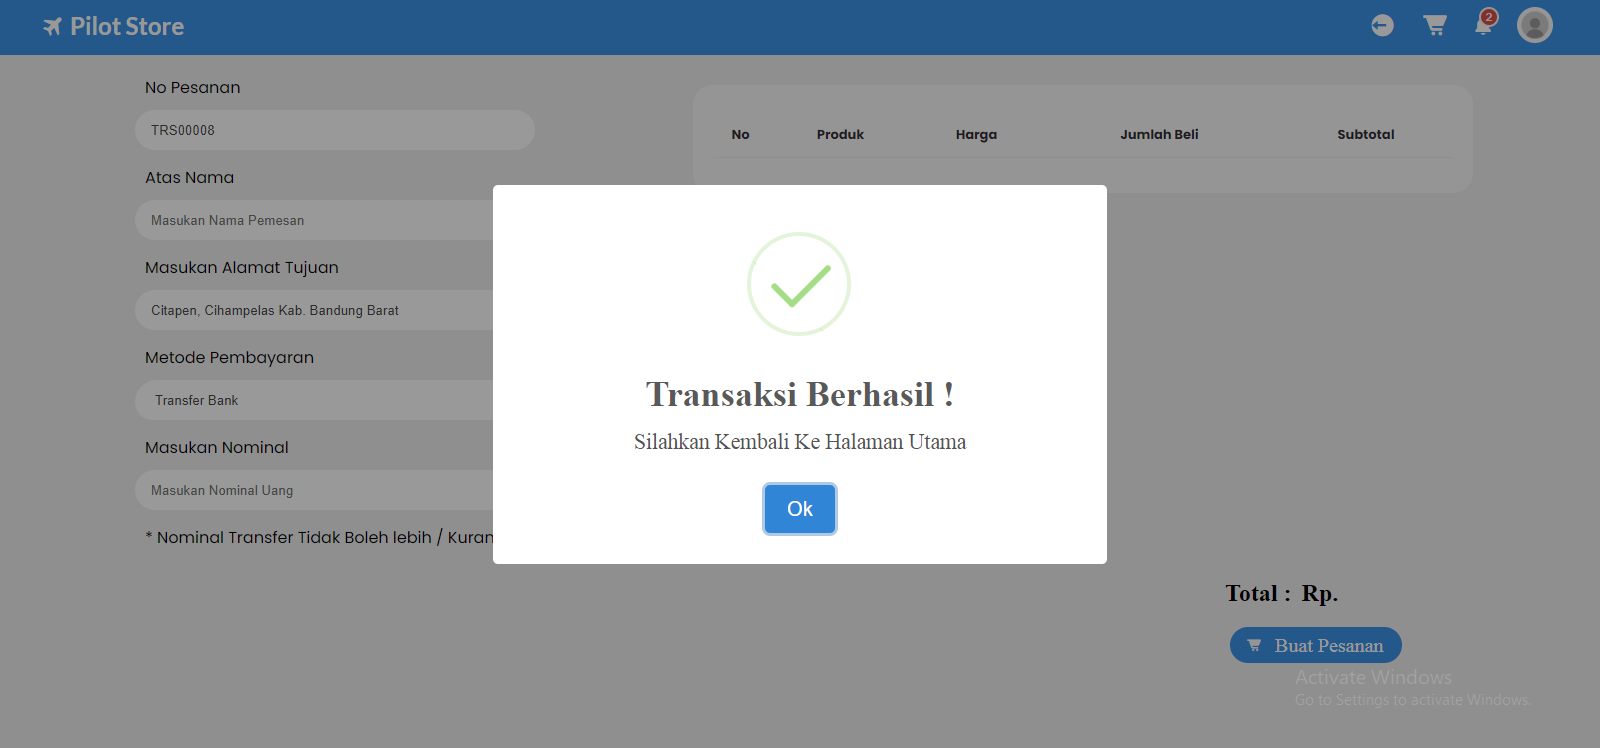 Pilot Store
2
No Pesanan
TRS00008
Atas Nama
Masukan Nama Pemesan
Masukan Alamat Tujuan
Citapen, Cihampelas Kab. Bandung Barat
Metode Pembayaran
Transfer Bank
Masukan Nominal
Masukan Nominal Uang
* Nominal Transfer Tidak Boleh lebih / Kuran
No Produk Harga Jumlah Beli Subtotal
Transaksi Berhasil !
Silahkan Kembali Ke Halaman Utama
Ok
Total : Rp.
Buat Pesanan
Activate Windows
Go to Settings to activate Windows.